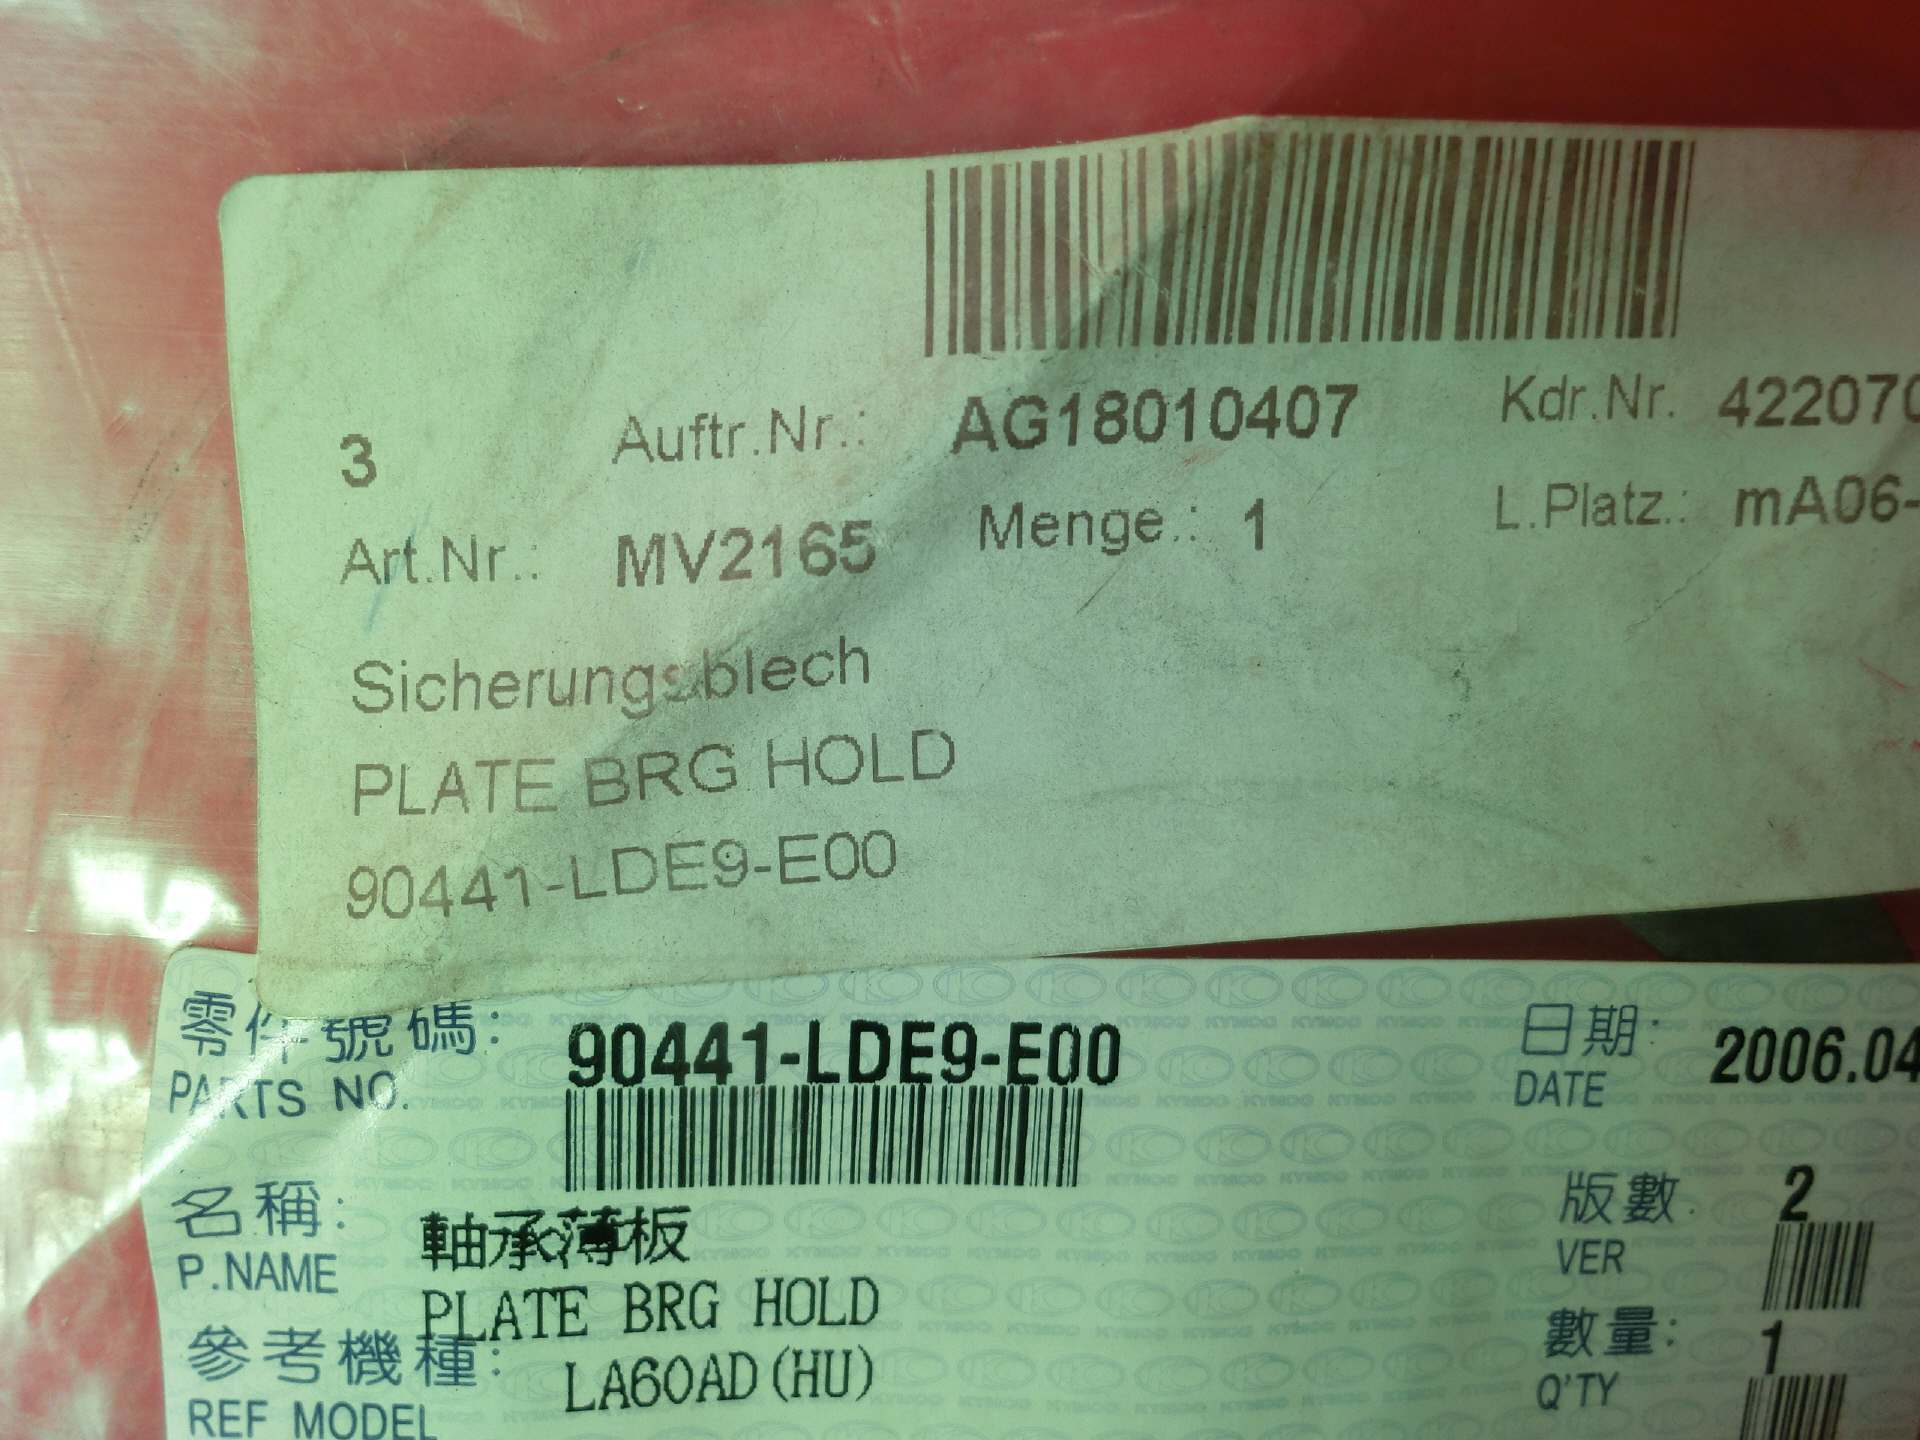 3 Auftr.Nr.: AG18010407 Kdr.Nr. 422070
Art.Nr.: MV2165 Menge.: 1 L.Platz.: mA06-
Sicherungsblech
PLATE BRG HOLD
90441-LDE9-E00
零件號碼: 90441-LDE9-E00 日期: 2006.04
PARTS NO. DATE
名稱: 軸承薄板 版數: 2
P.NAME PLATE BRG HOLD VER
參考機種: LA60AD(HU) 數量: 1
REF MODEL Q'TY